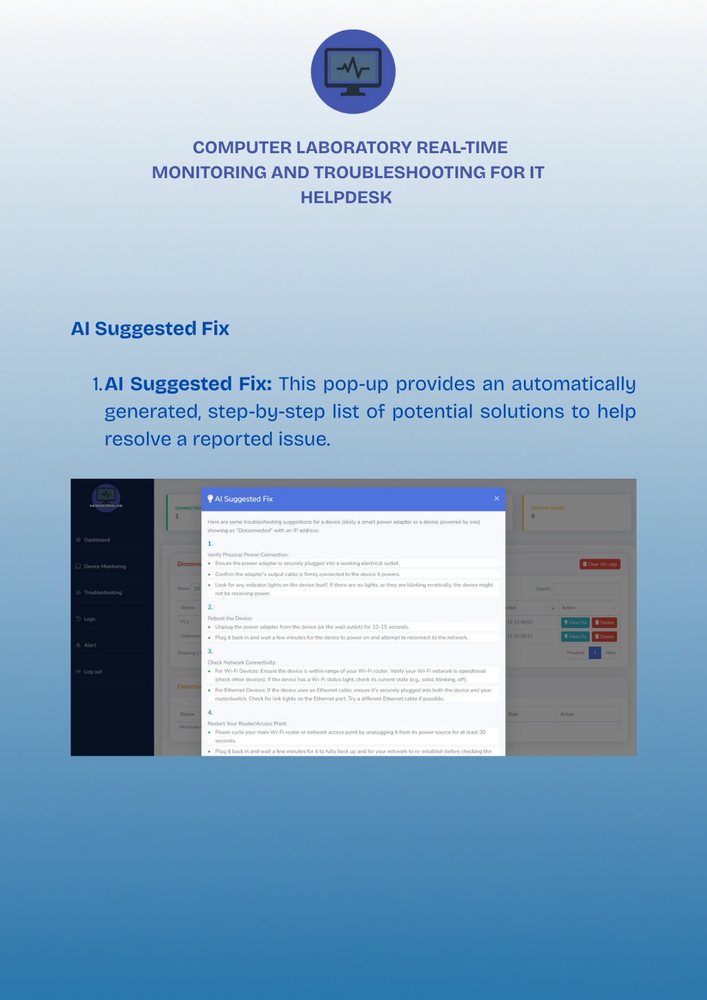 COMPUTER LABORATORY REAL-TIME
MONITORING AND TROUBLESHOOTING FOR IT
HELPDESK
AI Suggested Fix
1. AI Suggested Fix: This pop-up provides an automatically
generated, step-by-step list of potential solutions to help
resolve a reported issue.
MONICOMLAB
Dashboard
Device Monitoring
Troubleshooting
Logs
Alert
Log out
CONNECTED
1
OFFLINE ISSUES
0
AI Suggested Fix ×
Here are some troubleshooting suggestions for a device (likely a smart power adapter or a device powered by one)
showing as "Disconnected" with an IP address:
1.
Verify Physical Power Connection:
• Ensure the power adapter is securely plugged into a working electrical outlet.
• Confirm the adapter's output cable is firmly connected to the device it powers.
• Look for any indicator lights on the device itself. If there are no lights, or they are blinking erratically, the device might
not be receiving power.
2.
Reboot the Device:
• Unplug the power adapter from the device (or the wall outlet) for 10-15 seconds.
• Plug it back in and wait a few minutes for the device to power on and attempt to reconnect to the network.
3.
Check Network Connectivity:
• For Wi-Fi Devices: Ensure the device is within range of your Wi-Fi router. Verify your Wi-Fi network is operational
(check other devices). If the device has a Wi-Fi status light, check its current state (e.g., solid, blinking, off).
• For Ethernet Devices: If the device uses an Ethernet cable, ensure it's securely plugged into both the device and your
router/switch. Check for link lights on the Ethernet port. Try a different Ethernet cable if possible.
4.
Restart Your Router/Access Point:
• Power cycle your main Wi-Fi router or network access point by unplugging it from its power source for at least 30
seconds.
• Plug it back in and wait a few minutes for it to fully boot up and for your network to re-establish before checking the
Disconne
Clear All Logs
Show 10
Search:
Device
cted
Action
PC1
-12 23:48:02
View Fix Delete
Unknown
-11 23:26:12
View Fix Delete
Showing 1
Previous 1 Next
Detected
Device
Date
Action
No issues